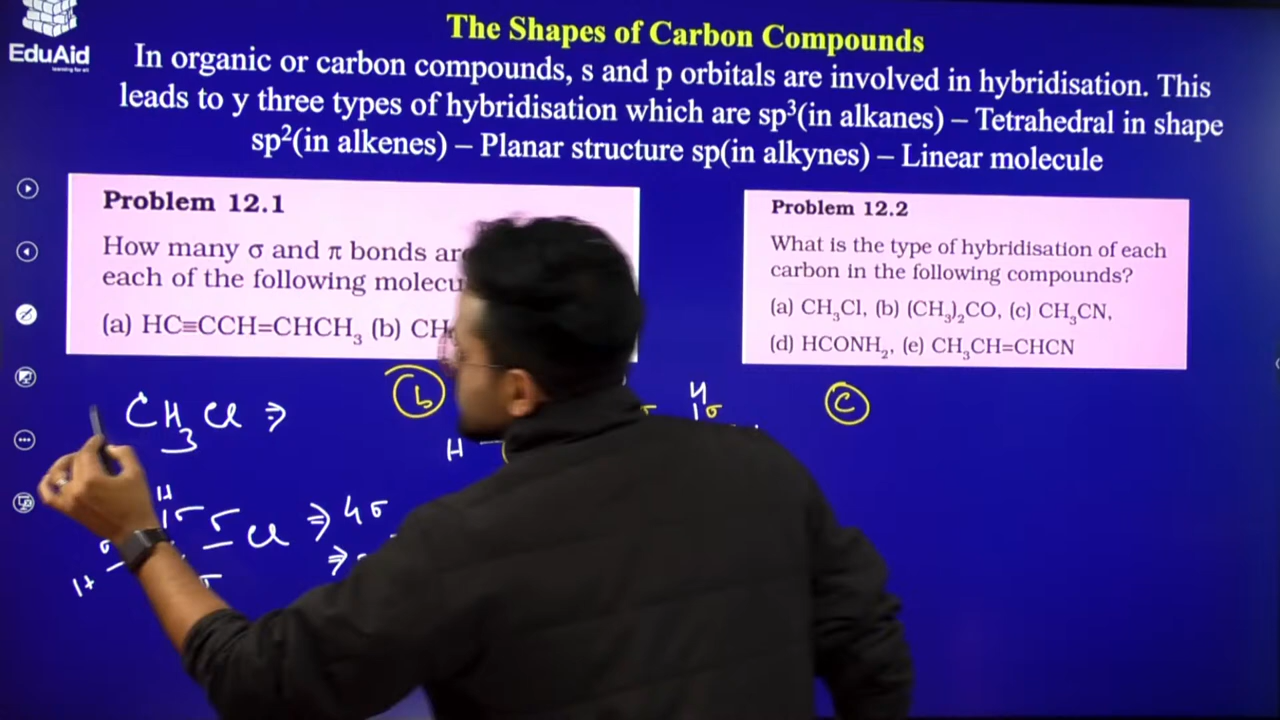 EduAid
The Shapes of Carbon Compounds
In organic or carbon compounds, s and p orbitals are involved in hybridisation. This
leads to y three types of hybridisation which are sp³(in alkanes) – Tetrahedral in shape
sp²(in alkenes) – Planar structure sp(in alkynes) – Linear molecule
Problem 12.1
How many σ and π bonds
each of the following
(a) HC≡CCH=CHCH₃ (b)
Problem 12.2
What is the type of hybridisation of each
carbon in the following compounds?
(a) CH₃Cl, (b) (CH₃)₂CO, (c) CH₃CN,
(d) HCONH₂, (e) CH₃CH=CHCN
CH₃Cl ⇒
H
σ σ Cl ⇒ 4σ
σ
H
σ
⇒
b
H
σ
H
σ
c